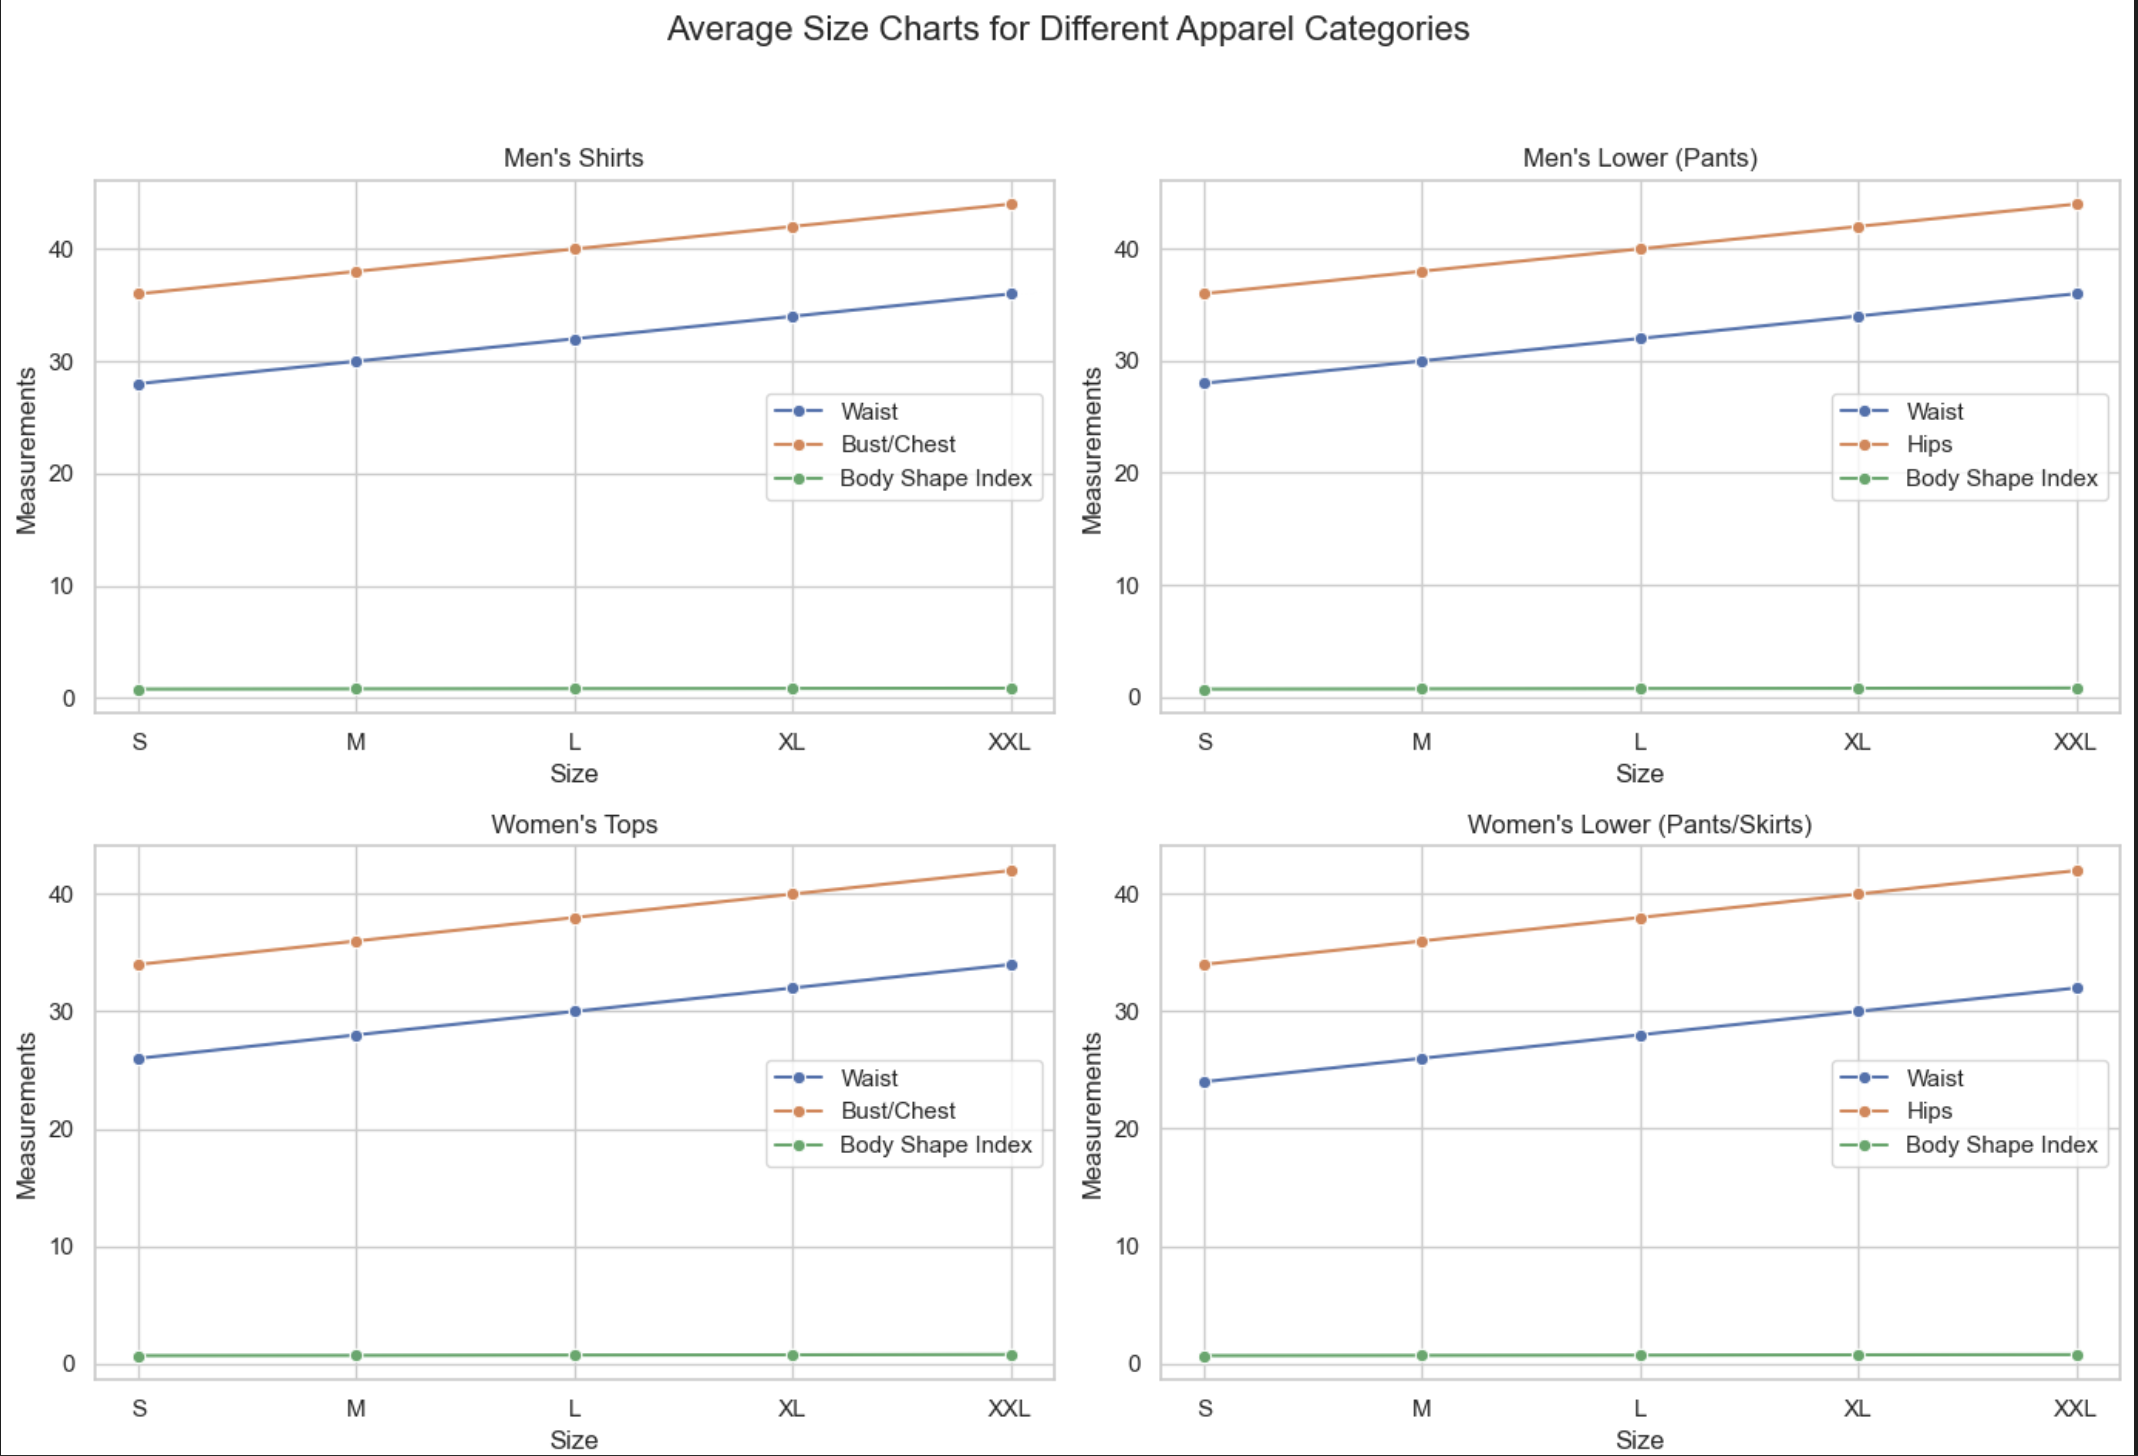 Average Size Charts for Different Apparel Categories
Men's Shirts
Measurements
40
30
20
10
0
Waist
Bust/Chest
Body Shape Index
S M L XL XXL
Size
Men's Lower (Pants)
Measurements
40
30
20
10
0
Waist
Hips
Body Shape Index
S M L XL XXL
Size
Women's Tops
Measurements
40
30
20
10
0
Waist
Bust/Chest
Body Shape Index
S M L XL XXL
Size
Women's Lower (Pants/Skirts)
Measurements
40
30
20
10
0
Waist
Hips
Body Shape Index
S M L XL XXL
Size